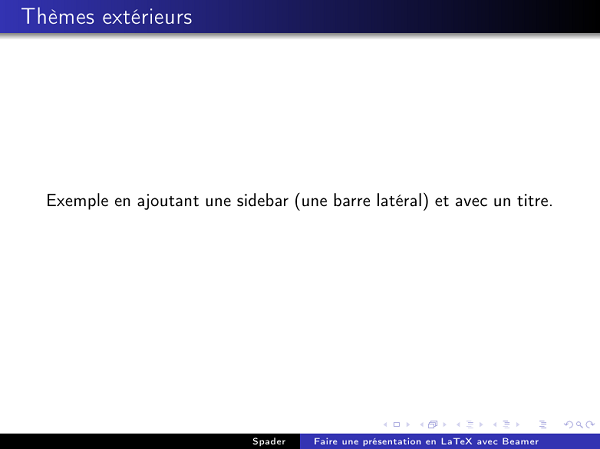 Thèmes extérieurs
Exemple en ajoutant une sidebar (une barre latéral) et avec un titre.
Spader
Faire une présentation en LaTeX avec Beamer